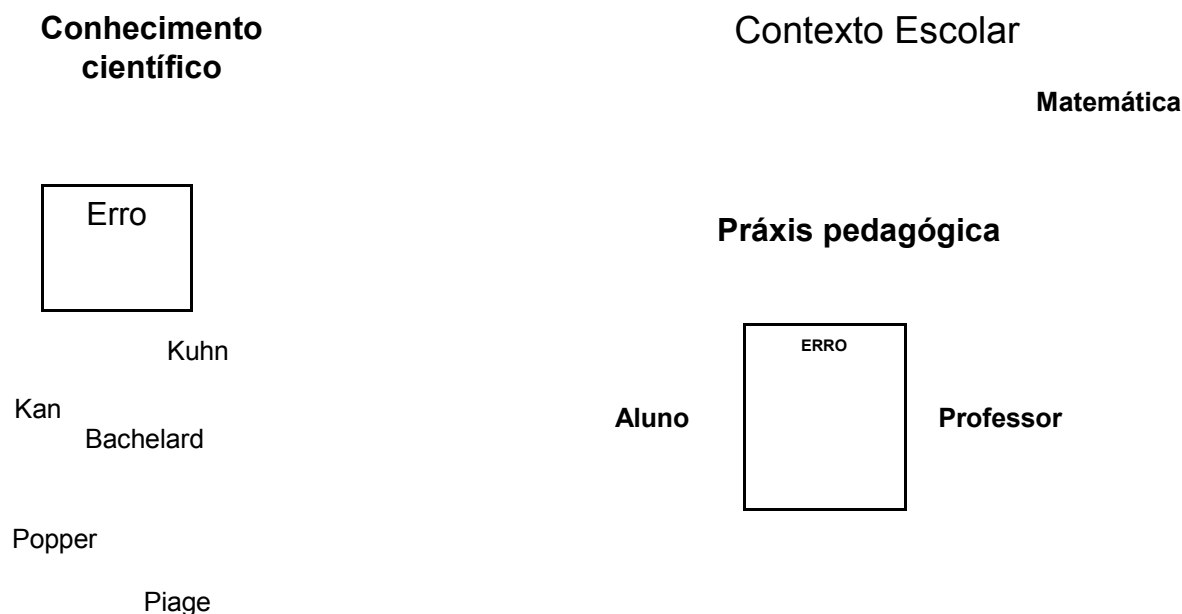 Conhecimento
científico
Erro
Kuhn
Kan
Bachelard
Popper
Piage
Contexto Escolar
Matemática
Práxis pedagógica
ERRO
Aluno
Professor